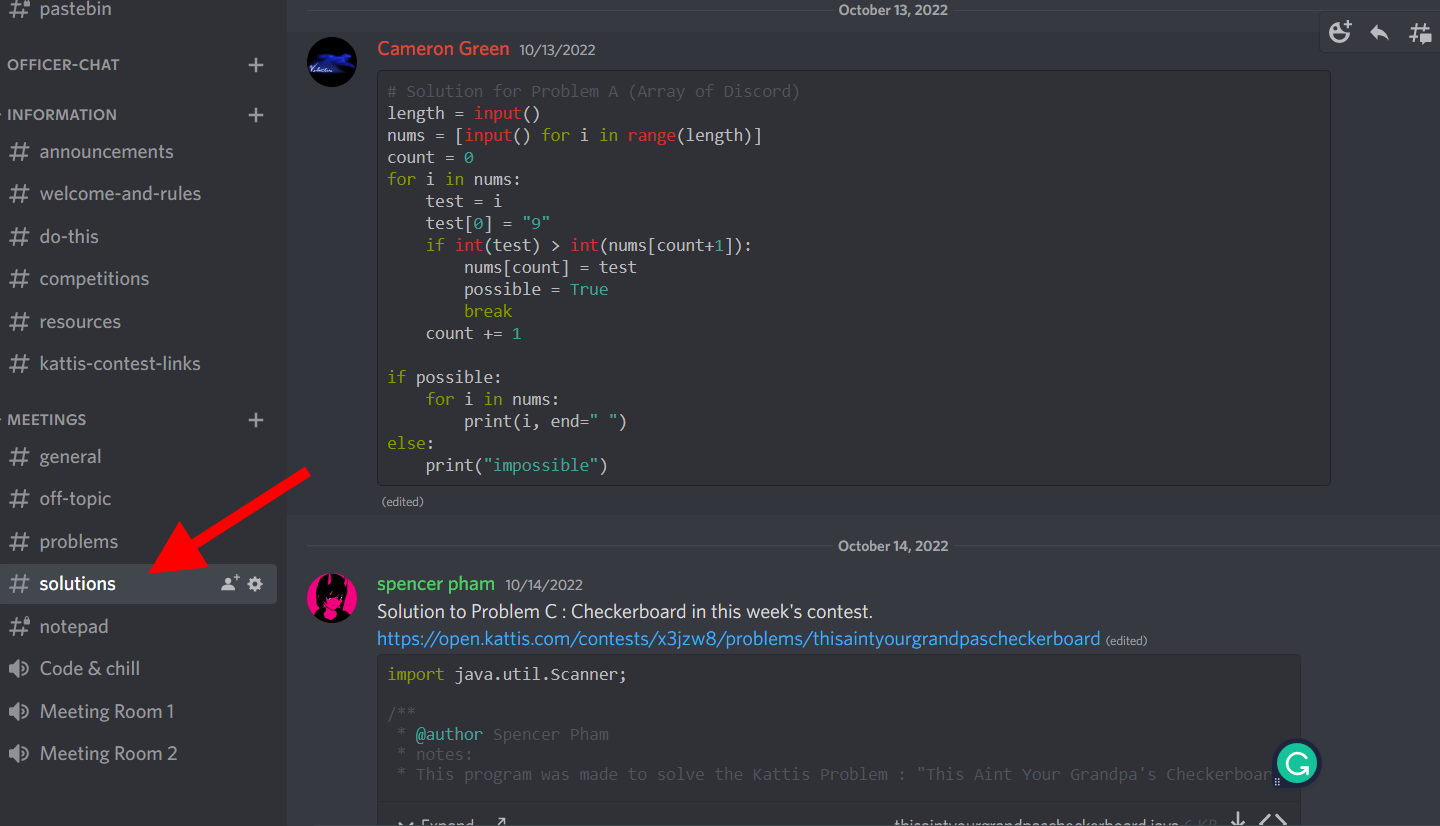 pastebin
OFFICER-CHAT
INFORMATION
announcements
welcome-and-rules
do-this
competitions
resources
kattis-contest-links
MEETINGS
general
off-topic
problems
solutions
notepad
Code & chill
Meeting Room 1
Meeting Room 2
October 13, 2022
Cameron Green 10/13/2022
# Solution for Problem A (Array of Discord)
length = input()
nums = [input() for i in range(length)]
count = 0
for i in nums:
    test = i
    test[0] = "9"
    if int(test) > int(nums[count+1]):
        nums[count] = test
        possible = True
        break
    count += 1
if possible:
    for i in nums:
        print(i, end=" ")
else:
    print("impossible")
(edited)
October 14, 2022
spencer pham 10/14/2022
Solution to Problem C : Checkerboard in this week's contest.
https://open.kattis.com/contests/x3jzw8/problems/thisaintyourgrandpascheckerboard (edited)
import java.util.Scanner;
/**
 * @author Spencer Pham
 * notes:
 * This program was made to solve the Kattis Problem : "This Aint Your Grandpa's Checkerboar
Expand thisaintyourgrandpascheckerboard.java 6 KB